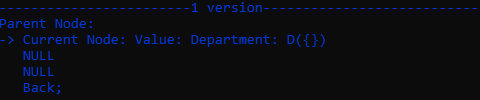 ------------------------1 version---------------------------
Parent Node:
-> Current Node: Value: Department: D({})
   NULL
   NULL
   Back;